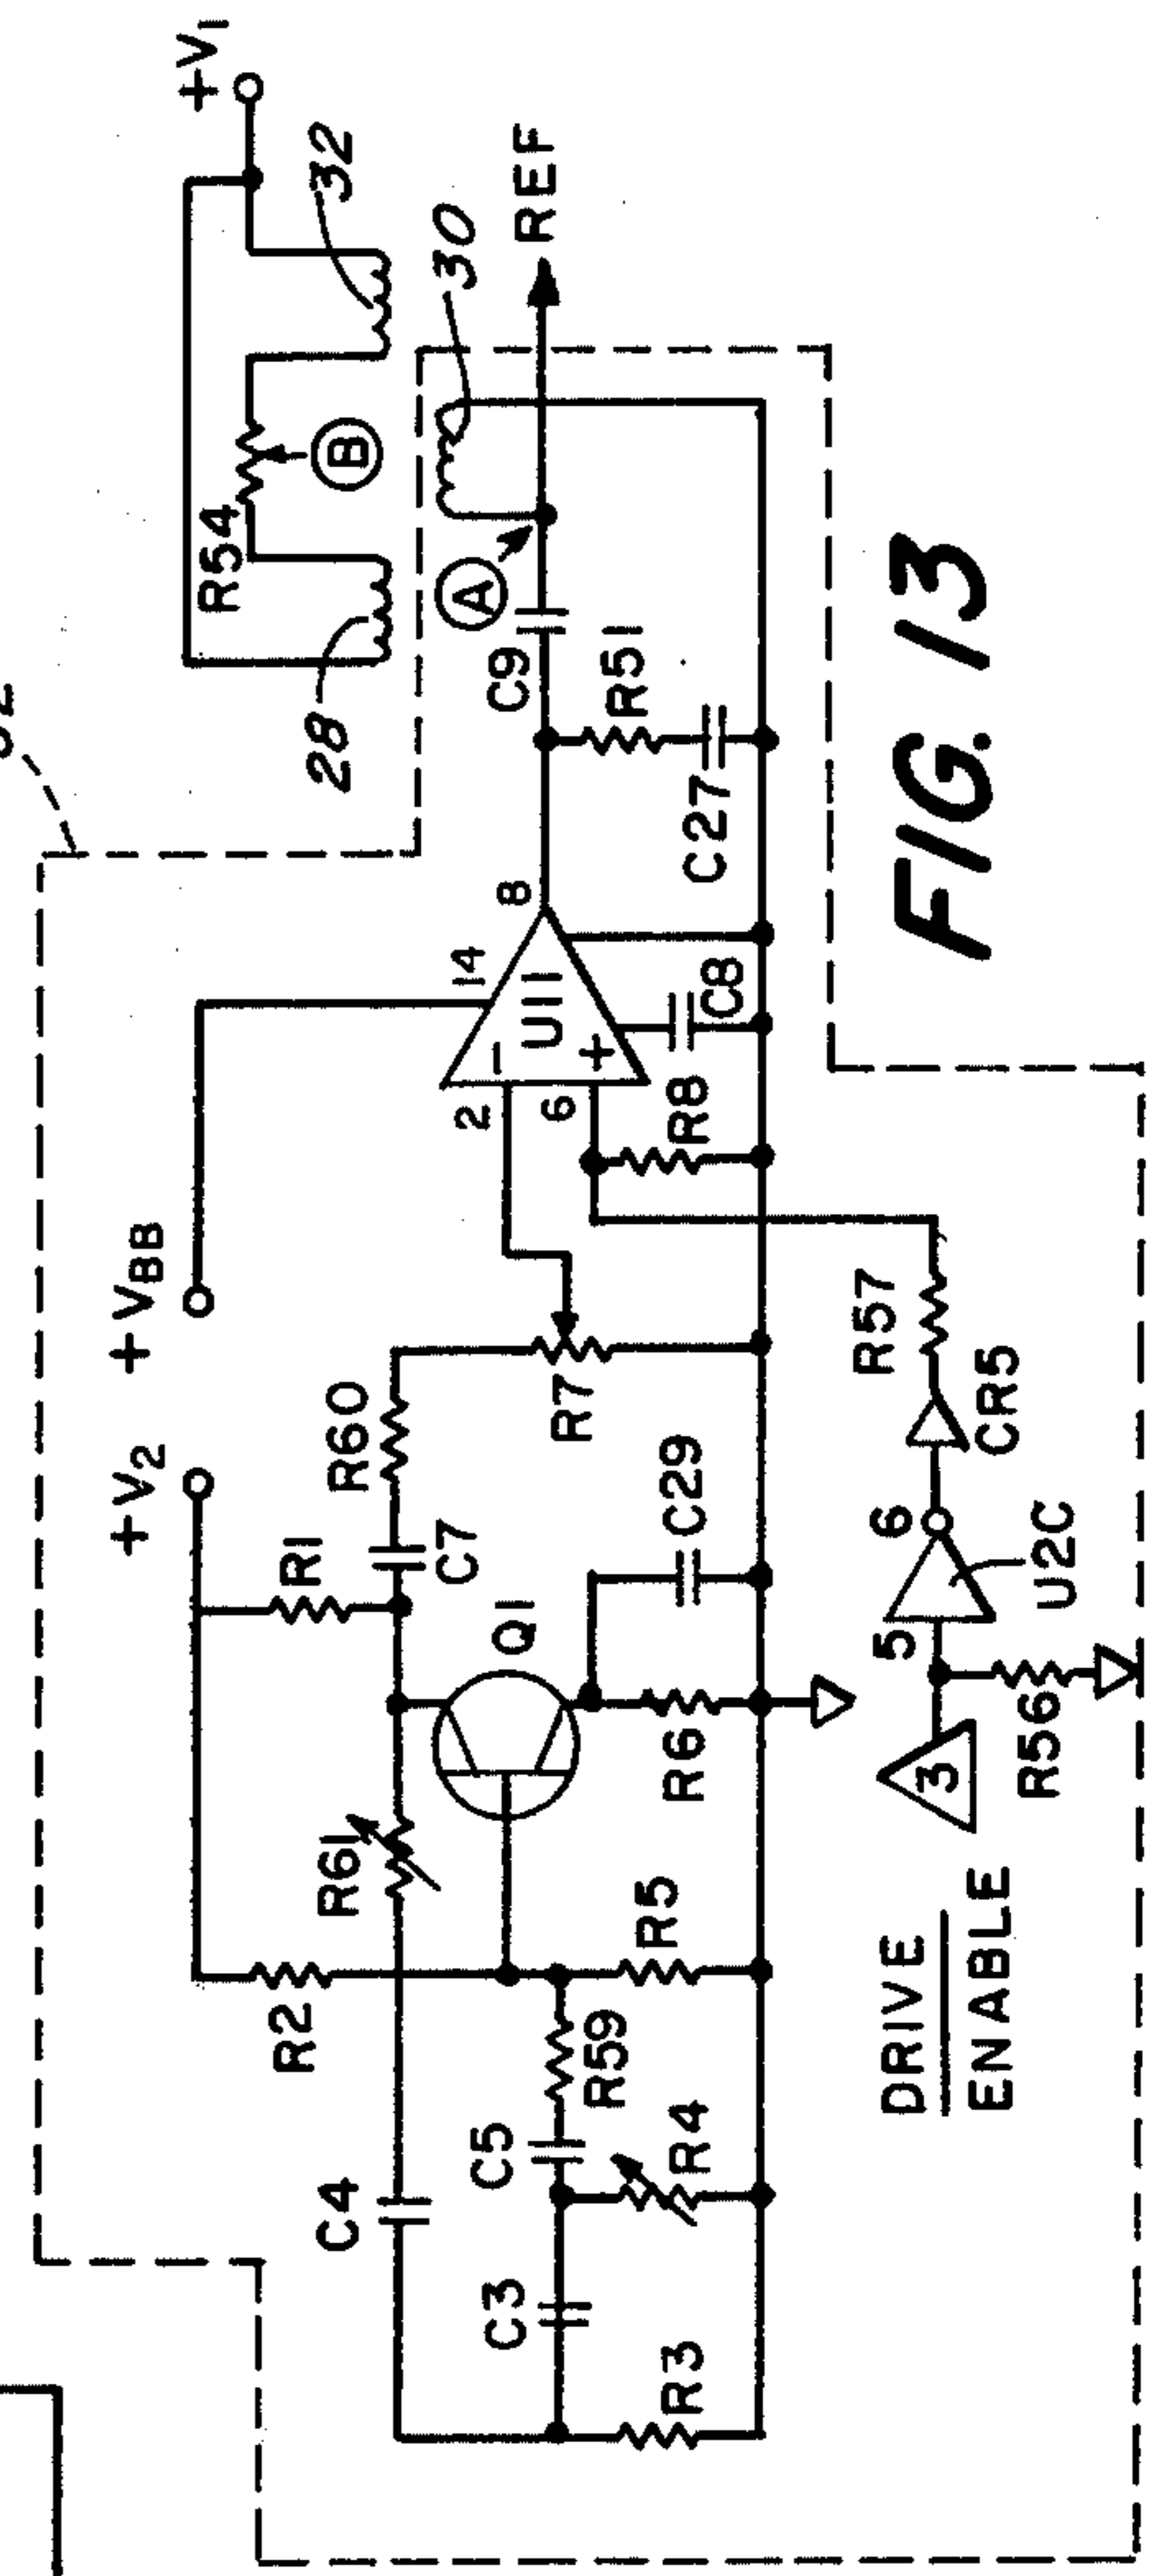 +V1
32
R54
B
28
30
REF
A
C9
R51
C27
+VBB
+V2
14
8
2
6
U11
-
+
C8
R8
R1
R60
C7
R7
R61
Q1
C29
R6
R2
R5
R59
C4
C5
R4
C3
R3
R57
CR5
6
5
U2C
3
R56
DRIVE
ENABLE
FIG. 13